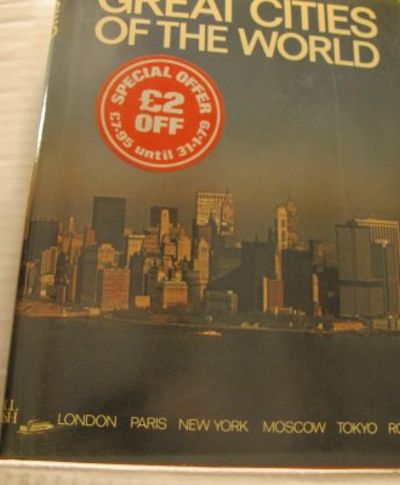 GREAT CITIES
OF THE WORLD
SPECIAL OFFER
£2
OFF
£7.95 until 31·1·79
LONDON PARIS NEW YORK MOSCOW TOKYO